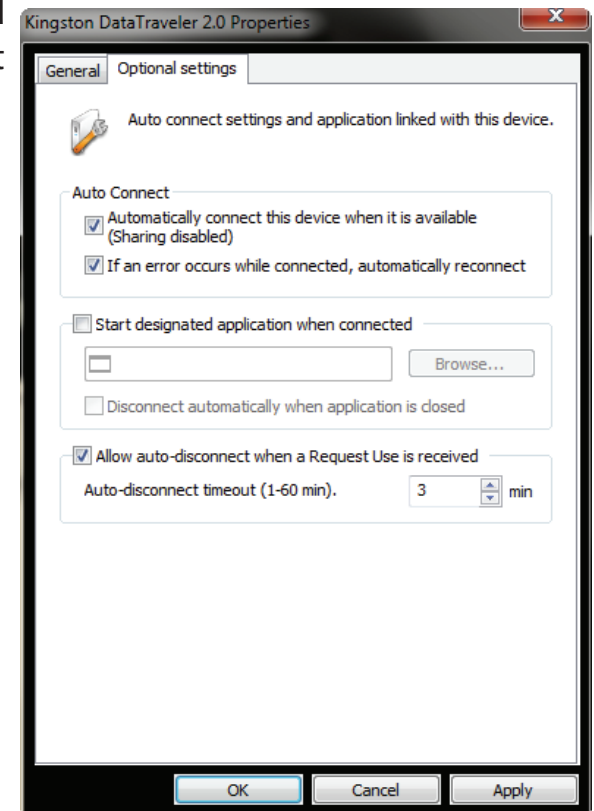 Kingston DataTraveler 2.0 Properties
x
General
Optional settings
Auto connect settings and application linked with this device.
Auto Connect
Automatically connect this device when it is available
(Sharing disabled)
If an error occurs while connected, automatically reconnect
Start designated application when connected
Browse...
Disconnect automatically when application is closed
Allow auto-disconnect when a Request Use is received
Auto-disconnect timeout (1-60 min).
3
min
OK
Cancel
Apply